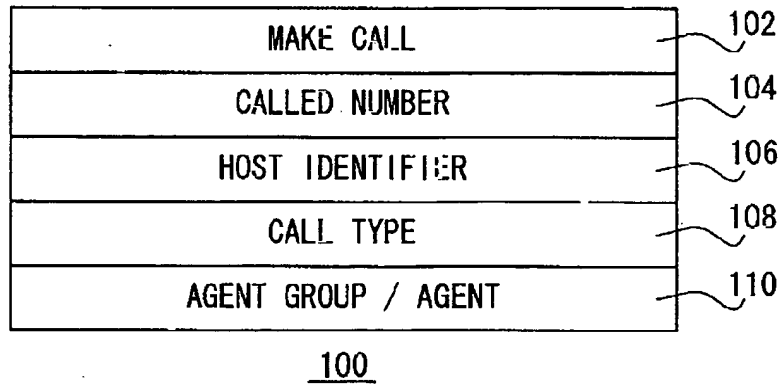 MAKE CALL 102
CALLED NUMBER 104
HOST IDENTIFIER 106
CALL TYPE 108
AGENT GROUP / AGENT 110
100